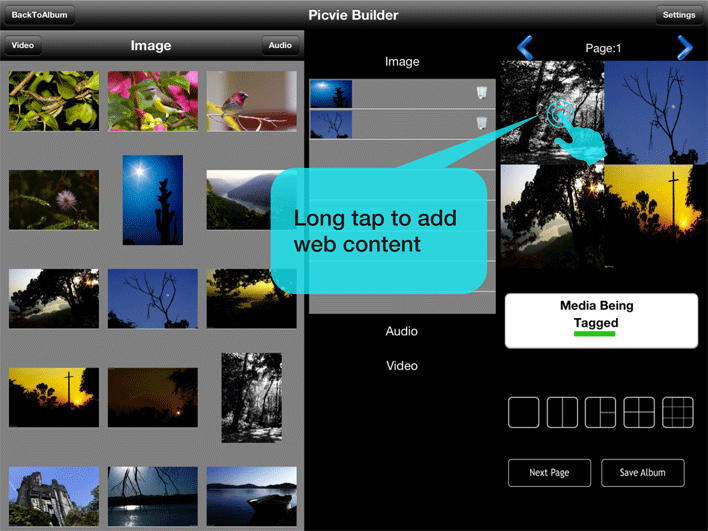 BackToAlbum
Picvie Builder
Settings
Video
Image
Audio
Image
Page:1
Long tap to add
web content
Media Being
Tagged
Audio
Video
Next Page
Save Album